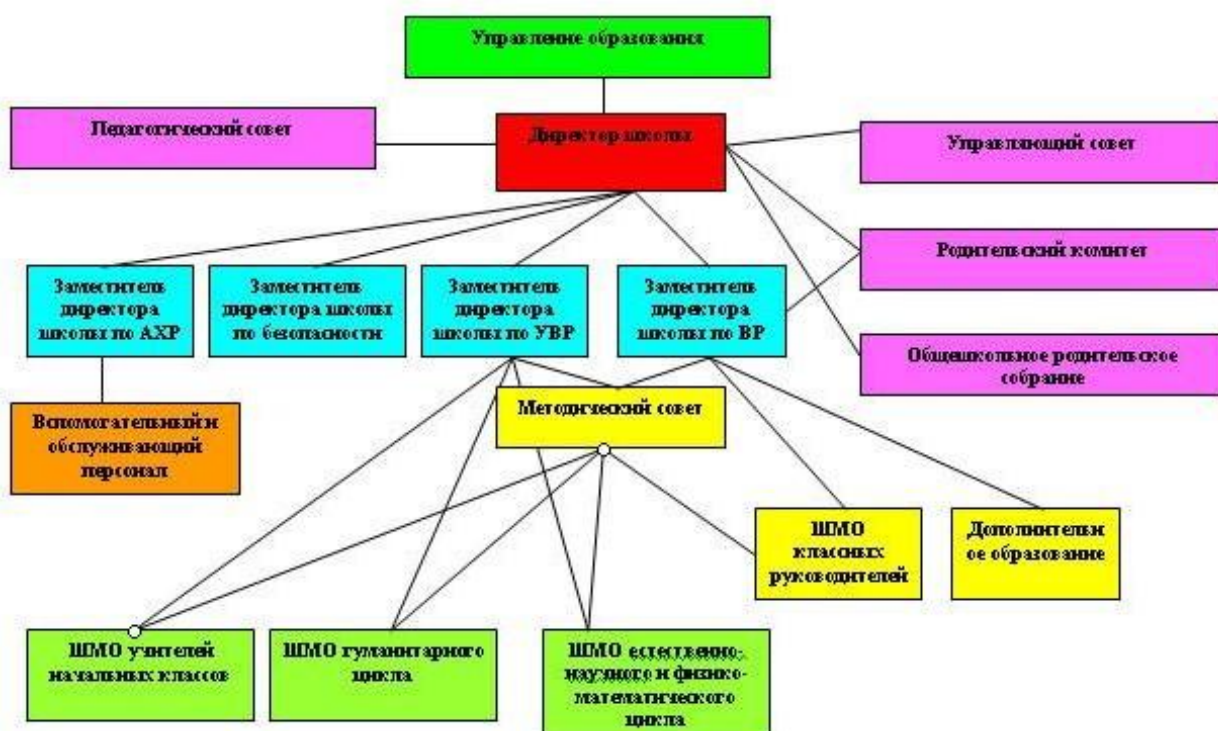 Управление образования
Педагогический совет
Директор школы
Управляющий совет
Родительский комитет
Заместитель
директора
школы по АХР
Заместитель
директора школы
по безопасности
Заместитель
директора
школы по УВР
Заместитель
директора
школы по ВР
Общешкольное родительское
собрание
Методический совет
Вспомогательный и
обслуживающий
персонал
ШМО
классных
руководителей
Дополнительн
ое образование
ШМО учителей
начальных классов
ШМО гуманитарного
цикла
ШМО естественно-
научного и физико-
математического
цикла